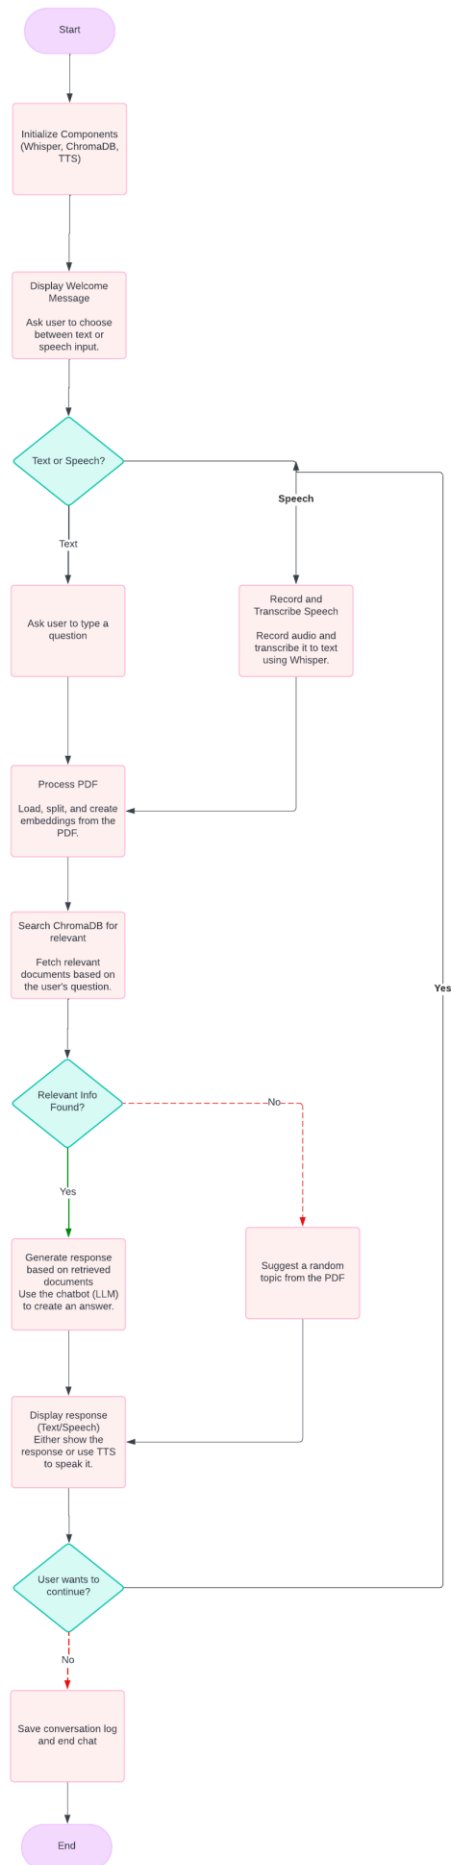 Start
Initialize Components
(Whisper, ChromaDB,
TTS)
Display Welcome
Message
Ask user to choose
between text or
speech input.
Text or Speech?
Speech
Text
Ask user to type a
question
Record and
Transcribe Speech
Record audio and
transcribe it to text
using Whisper.
Process PDF
Load, split, and create
embeddings from the
PDF.
Search ChromaDB for
relevant
Fetch relevant
documents based on
the user's question.
Yes
Relevant Info
Found?
No
Yes
Generate response
based on retrieved
documents
Use the chatbot (LLM)
to create an answer.
Suggest a random
topic from the PDF
Display response
(Text/Speech)
Either show the
response or use TTS
to speak it.
User wants to
continue?
No
Save conversation log
and end chat
End